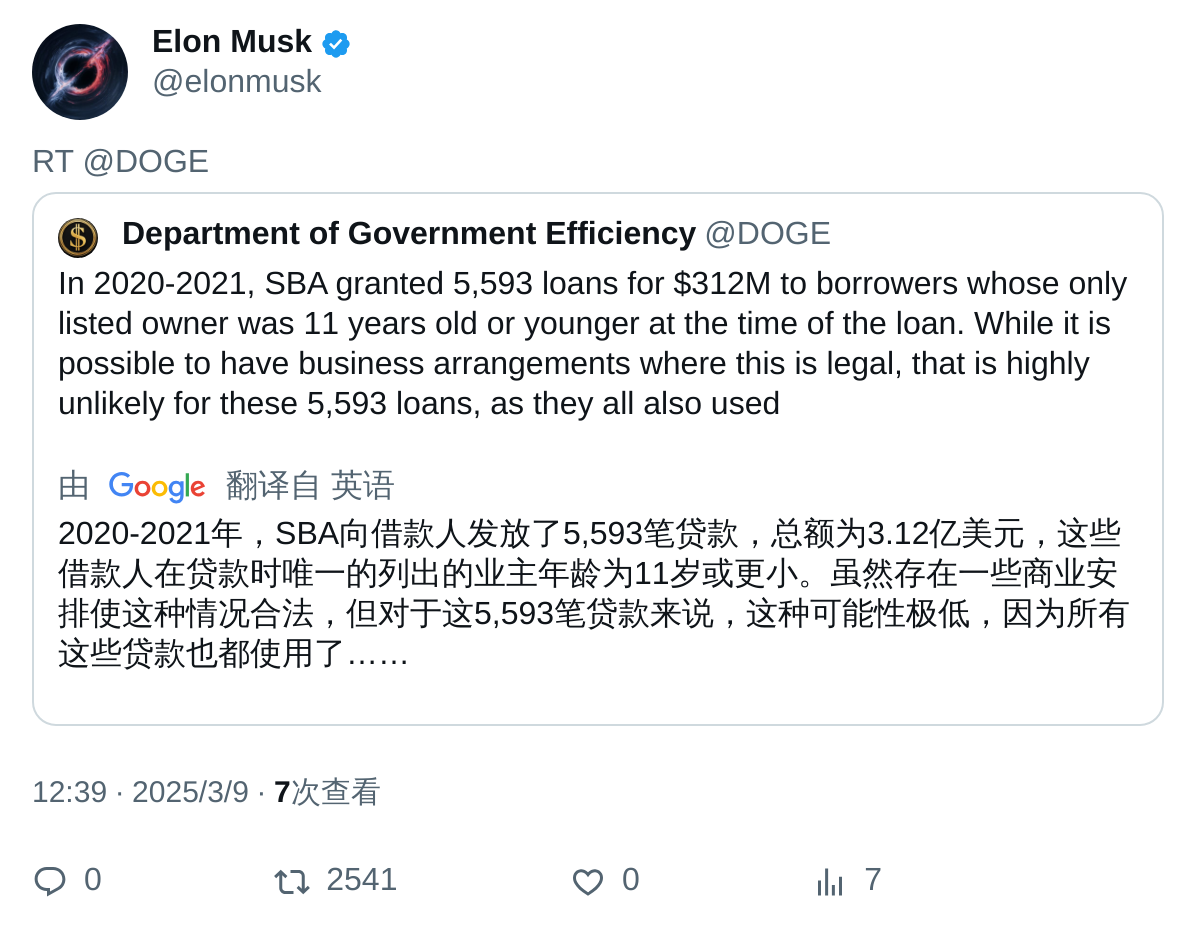 Elon Musk
@elonmusk
RT @DOGE
Department of Government Efficiency @DOGE
In 2020-2021, SBA granted 5,593 loans for $312M to borrowers whose only
listed owner was 11 years old or younger at the time of the loan. While it is
possible to have business arrangements where this is legal, that is highly
unlikely for these 5,593 loans, as they all also used
由 Google 翻译自 英语
2020-2021年，SBA向借款人发放了5,593笔贷款，总额为3.12亿美元，这些
借款人在贷款时唯一的列出的业主年龄为11岁或更小。虽然存在一些商业安
排使这种情况合法，但对于这5,593笔贷款来说，这种可能性极低，因为所有
这些贷款也都使用了……
12:39 · 2025/3/9 · 7次查看
0 2541 0 7